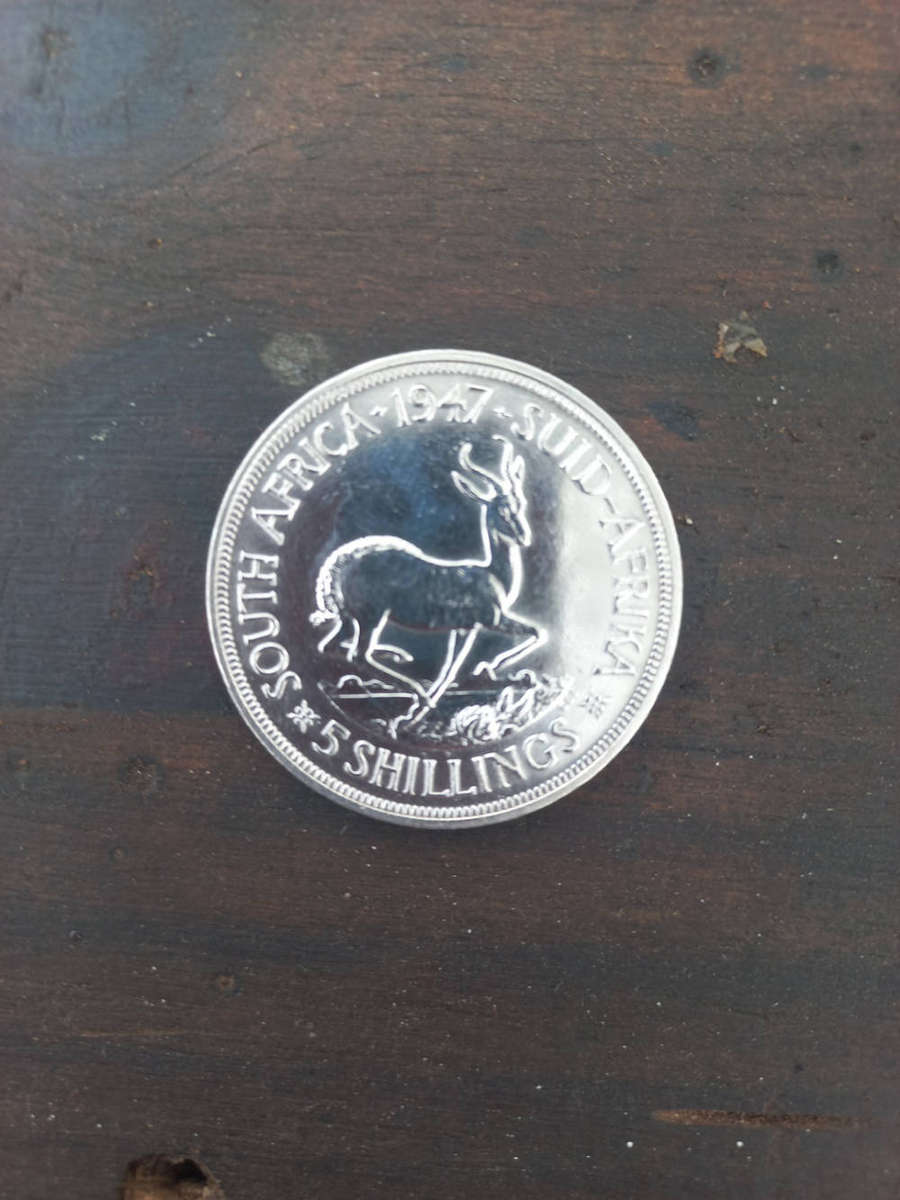 SOUTH AFRICA · 1947 · SUID-AFRIKA
5 SHILLINGS